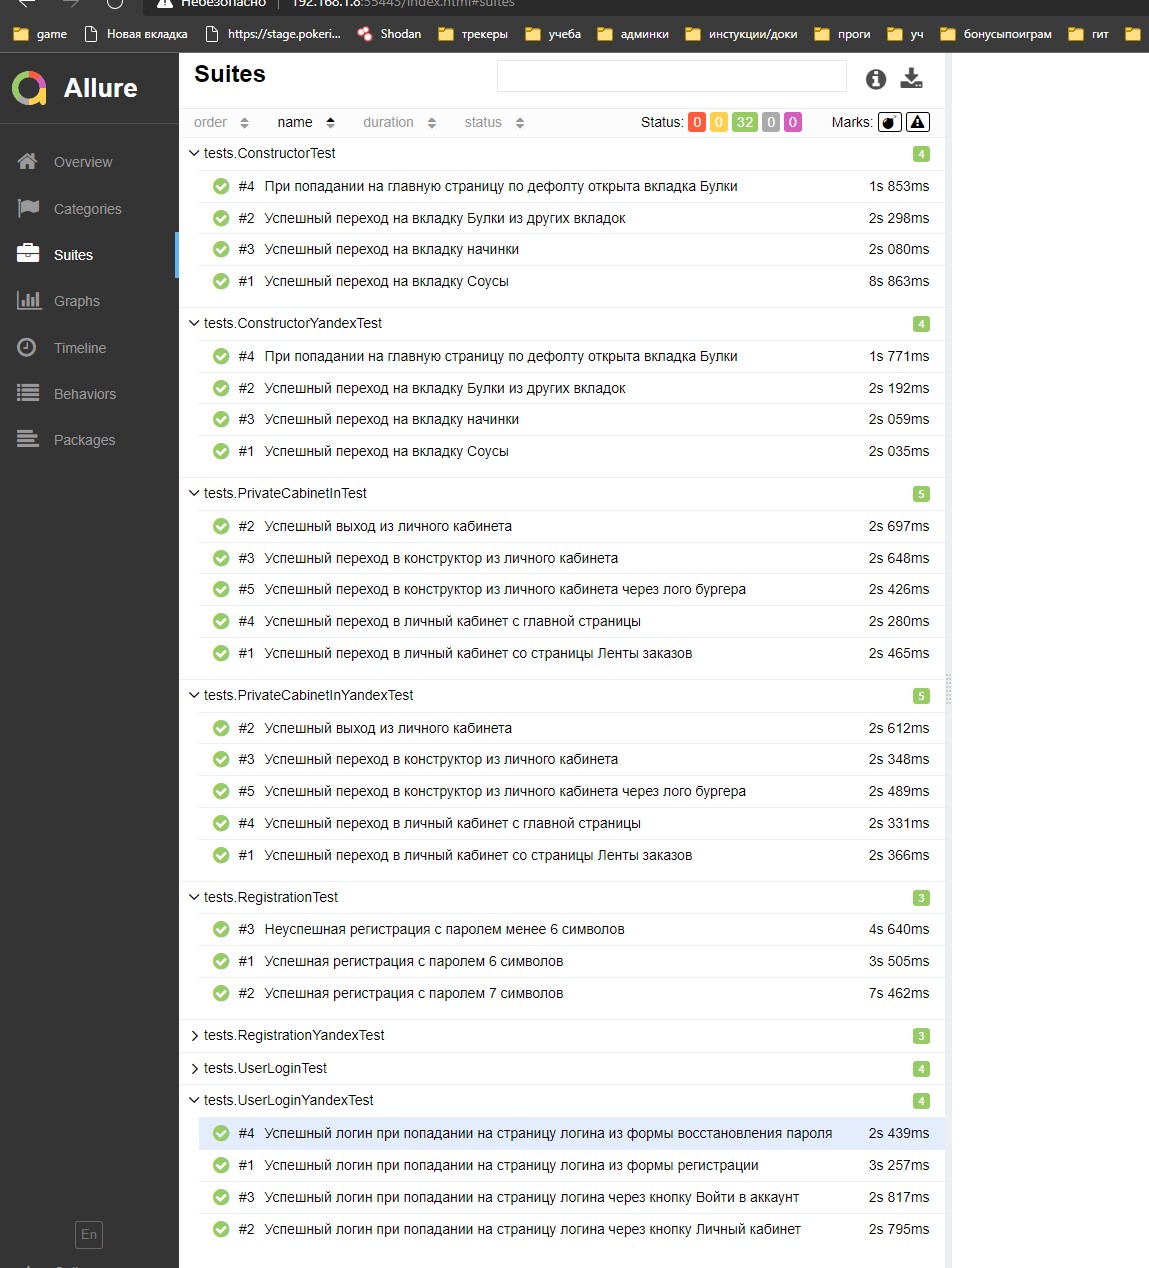 Небезопасно | 192.168.1.8:55443/index.html#suites
game Новая вкладка https://stage.pokeri... Shodan трекеры учеба админки инстукции/доки проги уч бонусыпоиграм гит
Allure
Overview
Categories
Suites
Graphs
Timeline
Behaviors
Packages
En
Suites
order name duration status Status: 0 0 32 0 0 Marks:
tests.ConstructorTest 4
#4 При попадании на главную страницу по дефолту открыта вкладка Булки 1s 853ms
#2 Успешный переход на вкладку Булки из других вкладок 2s 298ms
#3 Успешный переход на вкладку начинки 2s 080ms
#1 Успешный переход на вкладку Соусы 8s 863ms
tests.ConstructorYandexTest 4
#4 При попадании на главную страницу по дефолту открыта вкладка Булки 1s 771ms
#2 Успешный переход на вкладку Булки из других вкладок 2s 192ms
#3 Успешный переход на вкладку начинки 2s 059ms
#1 Успешный переход на вкладку Соусы 2s 035ms
tests.PrivateCabinetInTest 5
#2 Успешный выход из личного кабинета 2s 697ms
#3 Успешный переход в конструктор из личного кабинета 2s 648ms
#5 Успешный переход в конструктор из личного кабинета через лого бургера 2s 426ms
#4 Успешный переход в личный кабинет с главной страницы 2s 280ms
#1 Успешный переход в личный кабинет со страницы Ленты заказов 2s 465ms
tests.PrivateCabinetInYandexTest 5
#2 Успешный выход из личного кабинета 2s 612ms
#3 Успешный переход в конструктор из личного кабинета 2s 348ms
#5 Успешный переход в конструктор из личного кабинета через лого бургера 2s 489ms
#4 Успешный переход в личный кабинет с главной страницы 2s 331ms
#1 Успешный переход в личный кабинет со страницы Ленты заказов 2s 366ms
tests.RegistrationTest 3
#3 Неуспешная регистрация с паролем менее 6 символов 4s 640ms
#1 Успешная регистрация с паролем 6 символов 3s 505ms
#2 Успешная регистрация с паролем 7 символов 7s 462ms
tests.RegistrationYandexTest 3
tests.UserLoginTest 4
tests.UserLoginYandexTest 4
#4 Успешный логин при попадании на страницу логина из формы восстановления пароля 2s 439ms
#1 Успешный логин при попадании на страницу логина из формы регистрации 3s 257ms
#3 Успешный логин при попадании на страницу логина через кнопку Войти в аккаунт 2s 817ms
#2 Успешный логин при попадании на страницу логина через кнопку Личный кабинет 2s 795ms